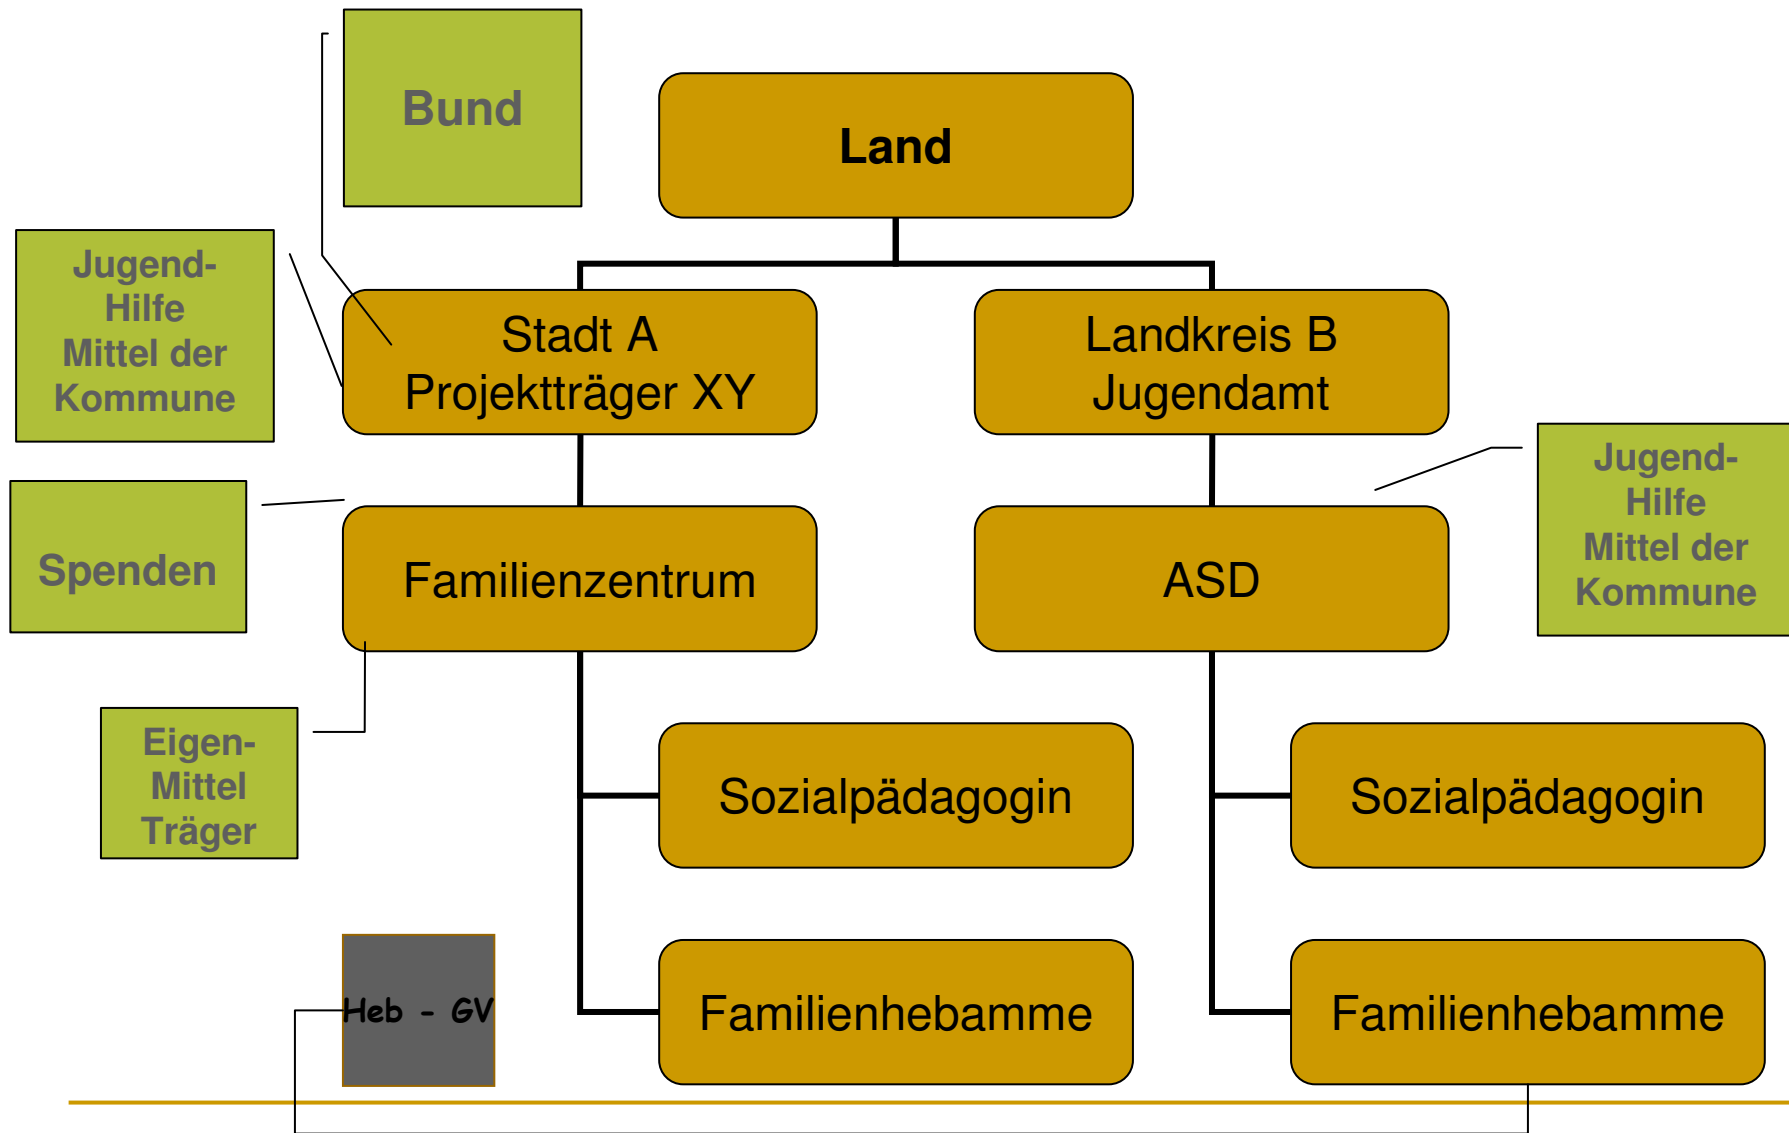 Bund
Land
Jugend-
Hilfe
Mittel der
Kommune
Stadt A
Projektträger XY
Landkreis B
Jugendamt
Jugend-
Hilfe
Mittel der
Kommune
Spenden
Familienzentrum
ASD
Eigen-
Mittel
Träger
Sozialpädagogin
Sozialpädagogin
Heb - GV
Familienhebamme
Familienhebamme